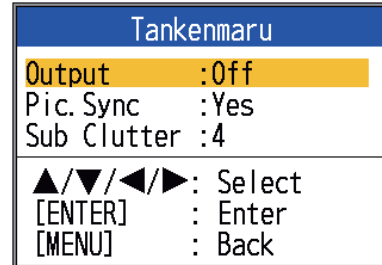 Tankenmaru
Output :Off
Pic.Sync :Yes
Sub Clutter :4
▲/▼/◀/▶: Select
[ENTER] : Enter
[MENU] : Back